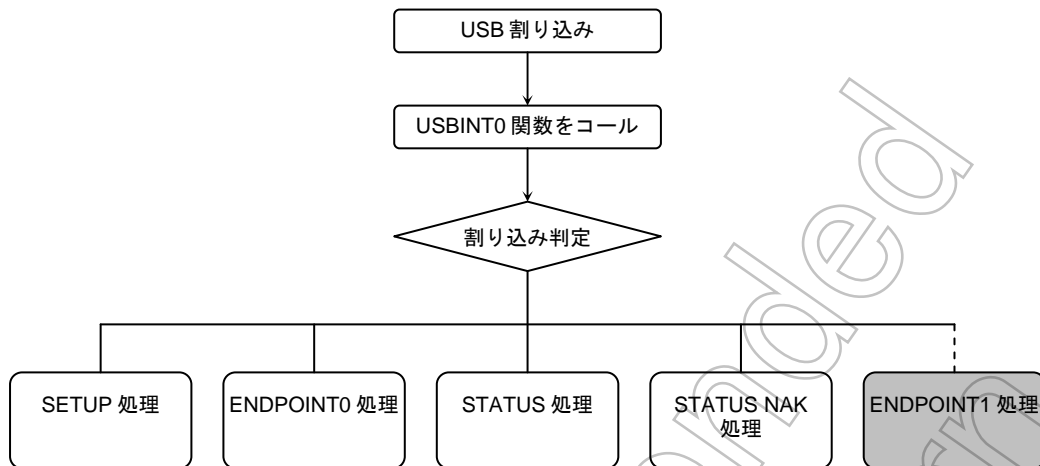 USB 割り込み
USBINT0 関数をコール
割り込み判定
SETUP 処理
ENDPOINT0 処理
STATUS 処理
STATUS NAK
処理
ENDPOINT1 処理